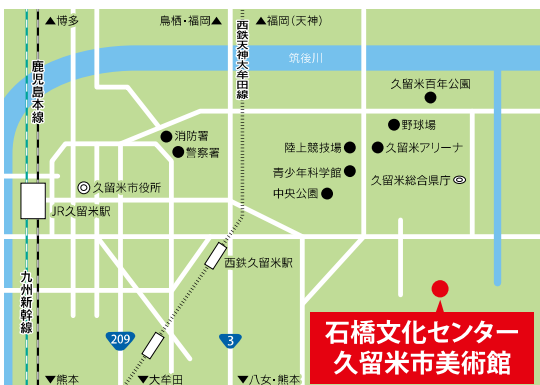 ▲博多
鳥栖・福岡▲
▲福岡（天神）
西鉄天神大牟田線
鹿児島本線
筑後川
久留米百年公園
野球場
消防署
警察署
陸上競技場
久留米アリーナ
青少年科学館
久留米総合県庁
中央公園
久留米市役所
JR久留米駅
西鉄久留米駅
九州新幹線
209
3
石橋文化センター
久留米市美術館
▼熊本
▼大牟田
▼八女・熊本